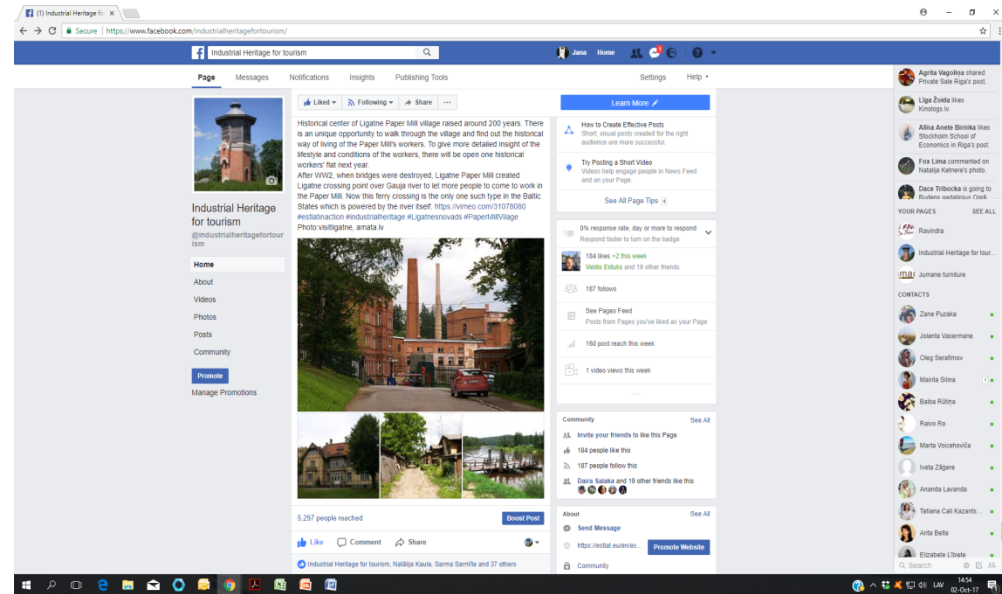 (1) Industrial Heritage for
Secure | https://www.facebook.com/industrialheritagefortourism/
Industrial Heritage for tourism
Jana Home
Page Messages Notifications Insights Publishing Tools Settings Help
Liked Following Share ...
Learn More
Historical center of Ligatne Paper Mill village raised around 200 years. There
is an unique opportunity to walk through the village and find out the historical
way of living of the Paper Mill's workers. To give more detailed insight of the
lifestyle and conditions of the workers, there will be open one historical
workers' flat next year.
After WW2, when bridges were destroyed, Ligatne Paper Mill created
Ligatne crossing point over Gauja river to let more people to come to work in
the Paper Mill. Now this ferry crossing is the only one such type in the Baltic
States which is powered by the river itself. https://vimeo.com/31078060
#estlatinaction #industrialheritage #Ligatnesnovads #PaperMillVilage
Photo:visitligatne, amata.lv
Industrial Heritage
for tourism
@industrialheritagefortour
ism
Home
About
Videos
Photos
Posts
Community
Promote
Manage Promotions
5,297 people reached
Boost Post
Like Comment Share
Industrial Heritage for tourism, Natālija Kaula, Sarma Sarmīte and 37 others
How to Create Effective Posts
Short, visual posts created for the right
audience are more successful.
Try Posting a Short Video
Videos help engage people in News Feed
and on your Page.
See All Page Tips 4
0% response rate, day or more to respond
Respond faster to turn on the badge
184 likes +2 this week
Valdis Eiduks and 19 other friends
187 follows
See Pages Feed
Posts from Pages you've liked as your Page
160 post reach this week
1 video views this week
Community See All
Invite your friends to like this Page
184 people like this
187 people follow this
Daira Salaka and 19 other friends like this
About See All
Send Message
https://estlat.eu/en/es...
Promote Website
Community
Agrita Vagoliņa shared
Private Sale Riga's post.
Līga Žoida likes
Kinologs.lv.
Alīna Anete Birnika likes
Stockholm School of
Economics in Riga's post.
Fox Lima commented on
Natalija Ketnere's photo.
Dace Tribocka is going to
YOUR PAGES SEE ALL
Ravindra
Industrial Heritage for tour...
Jumane furniture
CONTACTS
Zane Puzaka
Jolanta Vasermane
Oleg Serafimov
Mairita Silina 1
Baiba Rūtiņa
Raivo Ro
Marta Voicehoviča
Iveta Zāģere
Ananda Lavanda
Tatiana Cali Kazants...
Arita Belte
Elizabete Lībete
Search
LAV
14:54
02-Oct-17